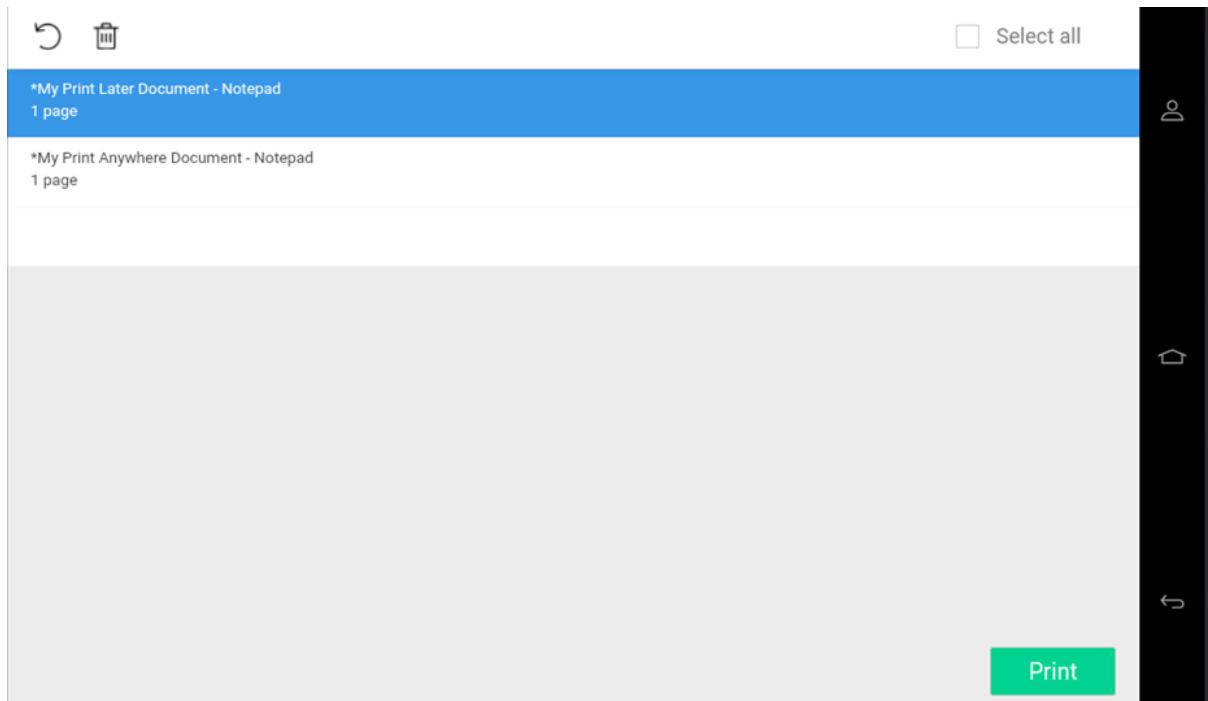 Select all
*My Print Later Document - Notepad
1 page
*My Print Anywhere Document - Notepad
1 page
Print